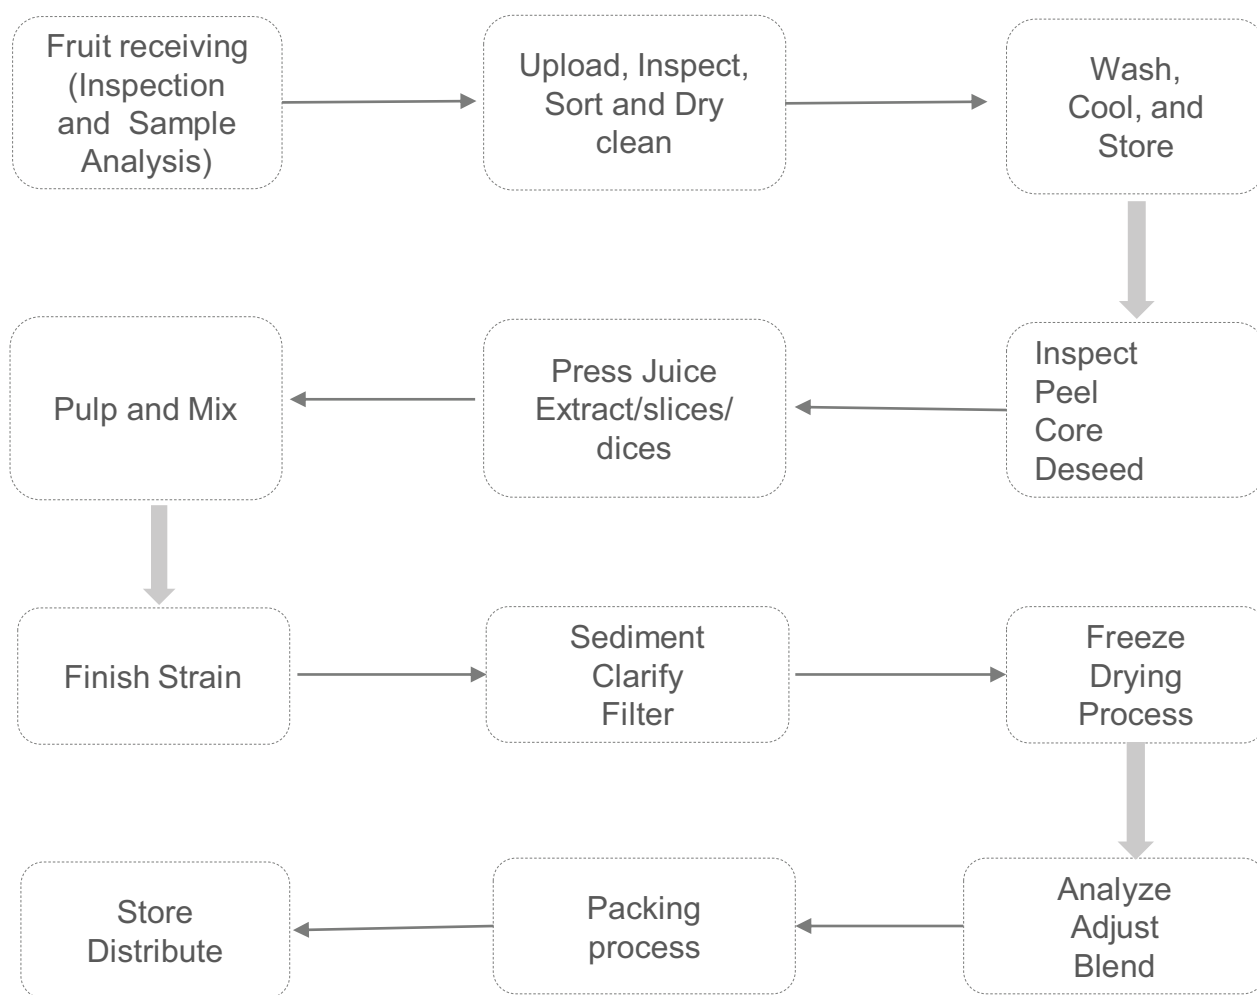 Fruit receiving
(Inspection
and Sample
Analysis)
Upload, Inspect,
Sort and Dry
clean
Wash,
Cool, and
Store
Inspect
Peel
Core
Deseed
Press Juice
Extract/slices/
dices
Pulp and Mix
Finish Strain
Sediment
Clarify
Filter
Freeze
Drying
Process
Analyze
Adjust
Blend
Packing
process
Store
Distribute